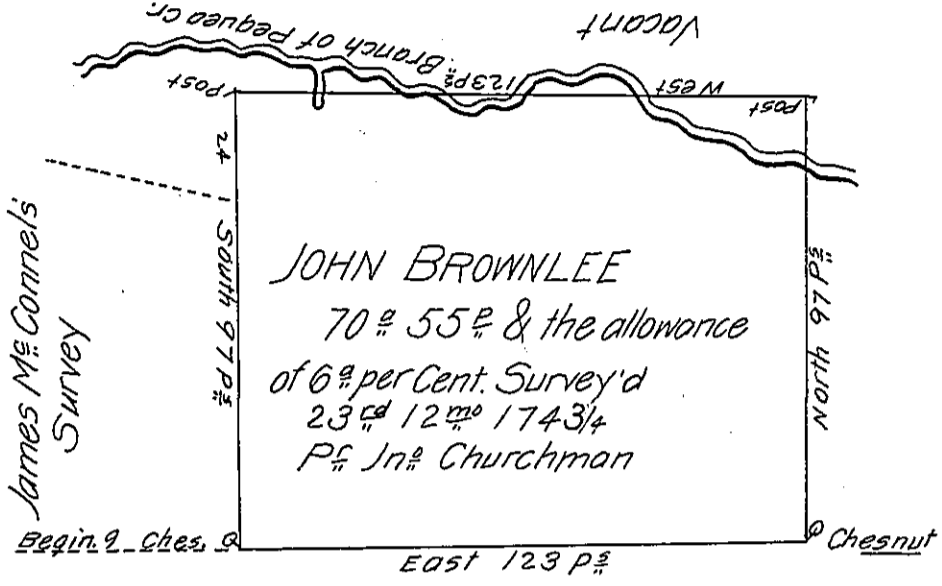 Vacant
Branch of Pequea Cr.
West
123 Ps
Post
Post
24
South 97 Ps
North 97 Ps
James Mc. Connel's
Survey
JOHN BROWNLEE
70 a 55 p & the allowance
of 6 a per Cent. Survey'd
23 rd 12 mo 1743/4
Pr Jno Churchman
Begin.g Ches.
Chesnut
East 123 Ps